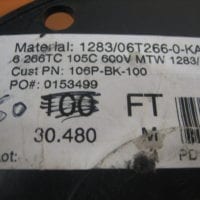 Material: 1283/06T266-0-KA
6 266TC 105C 600V MTW 1283/
Cust PN: 106P-BK-100
PO#: 0153499
100 FT
30.480 M
Lot: PD